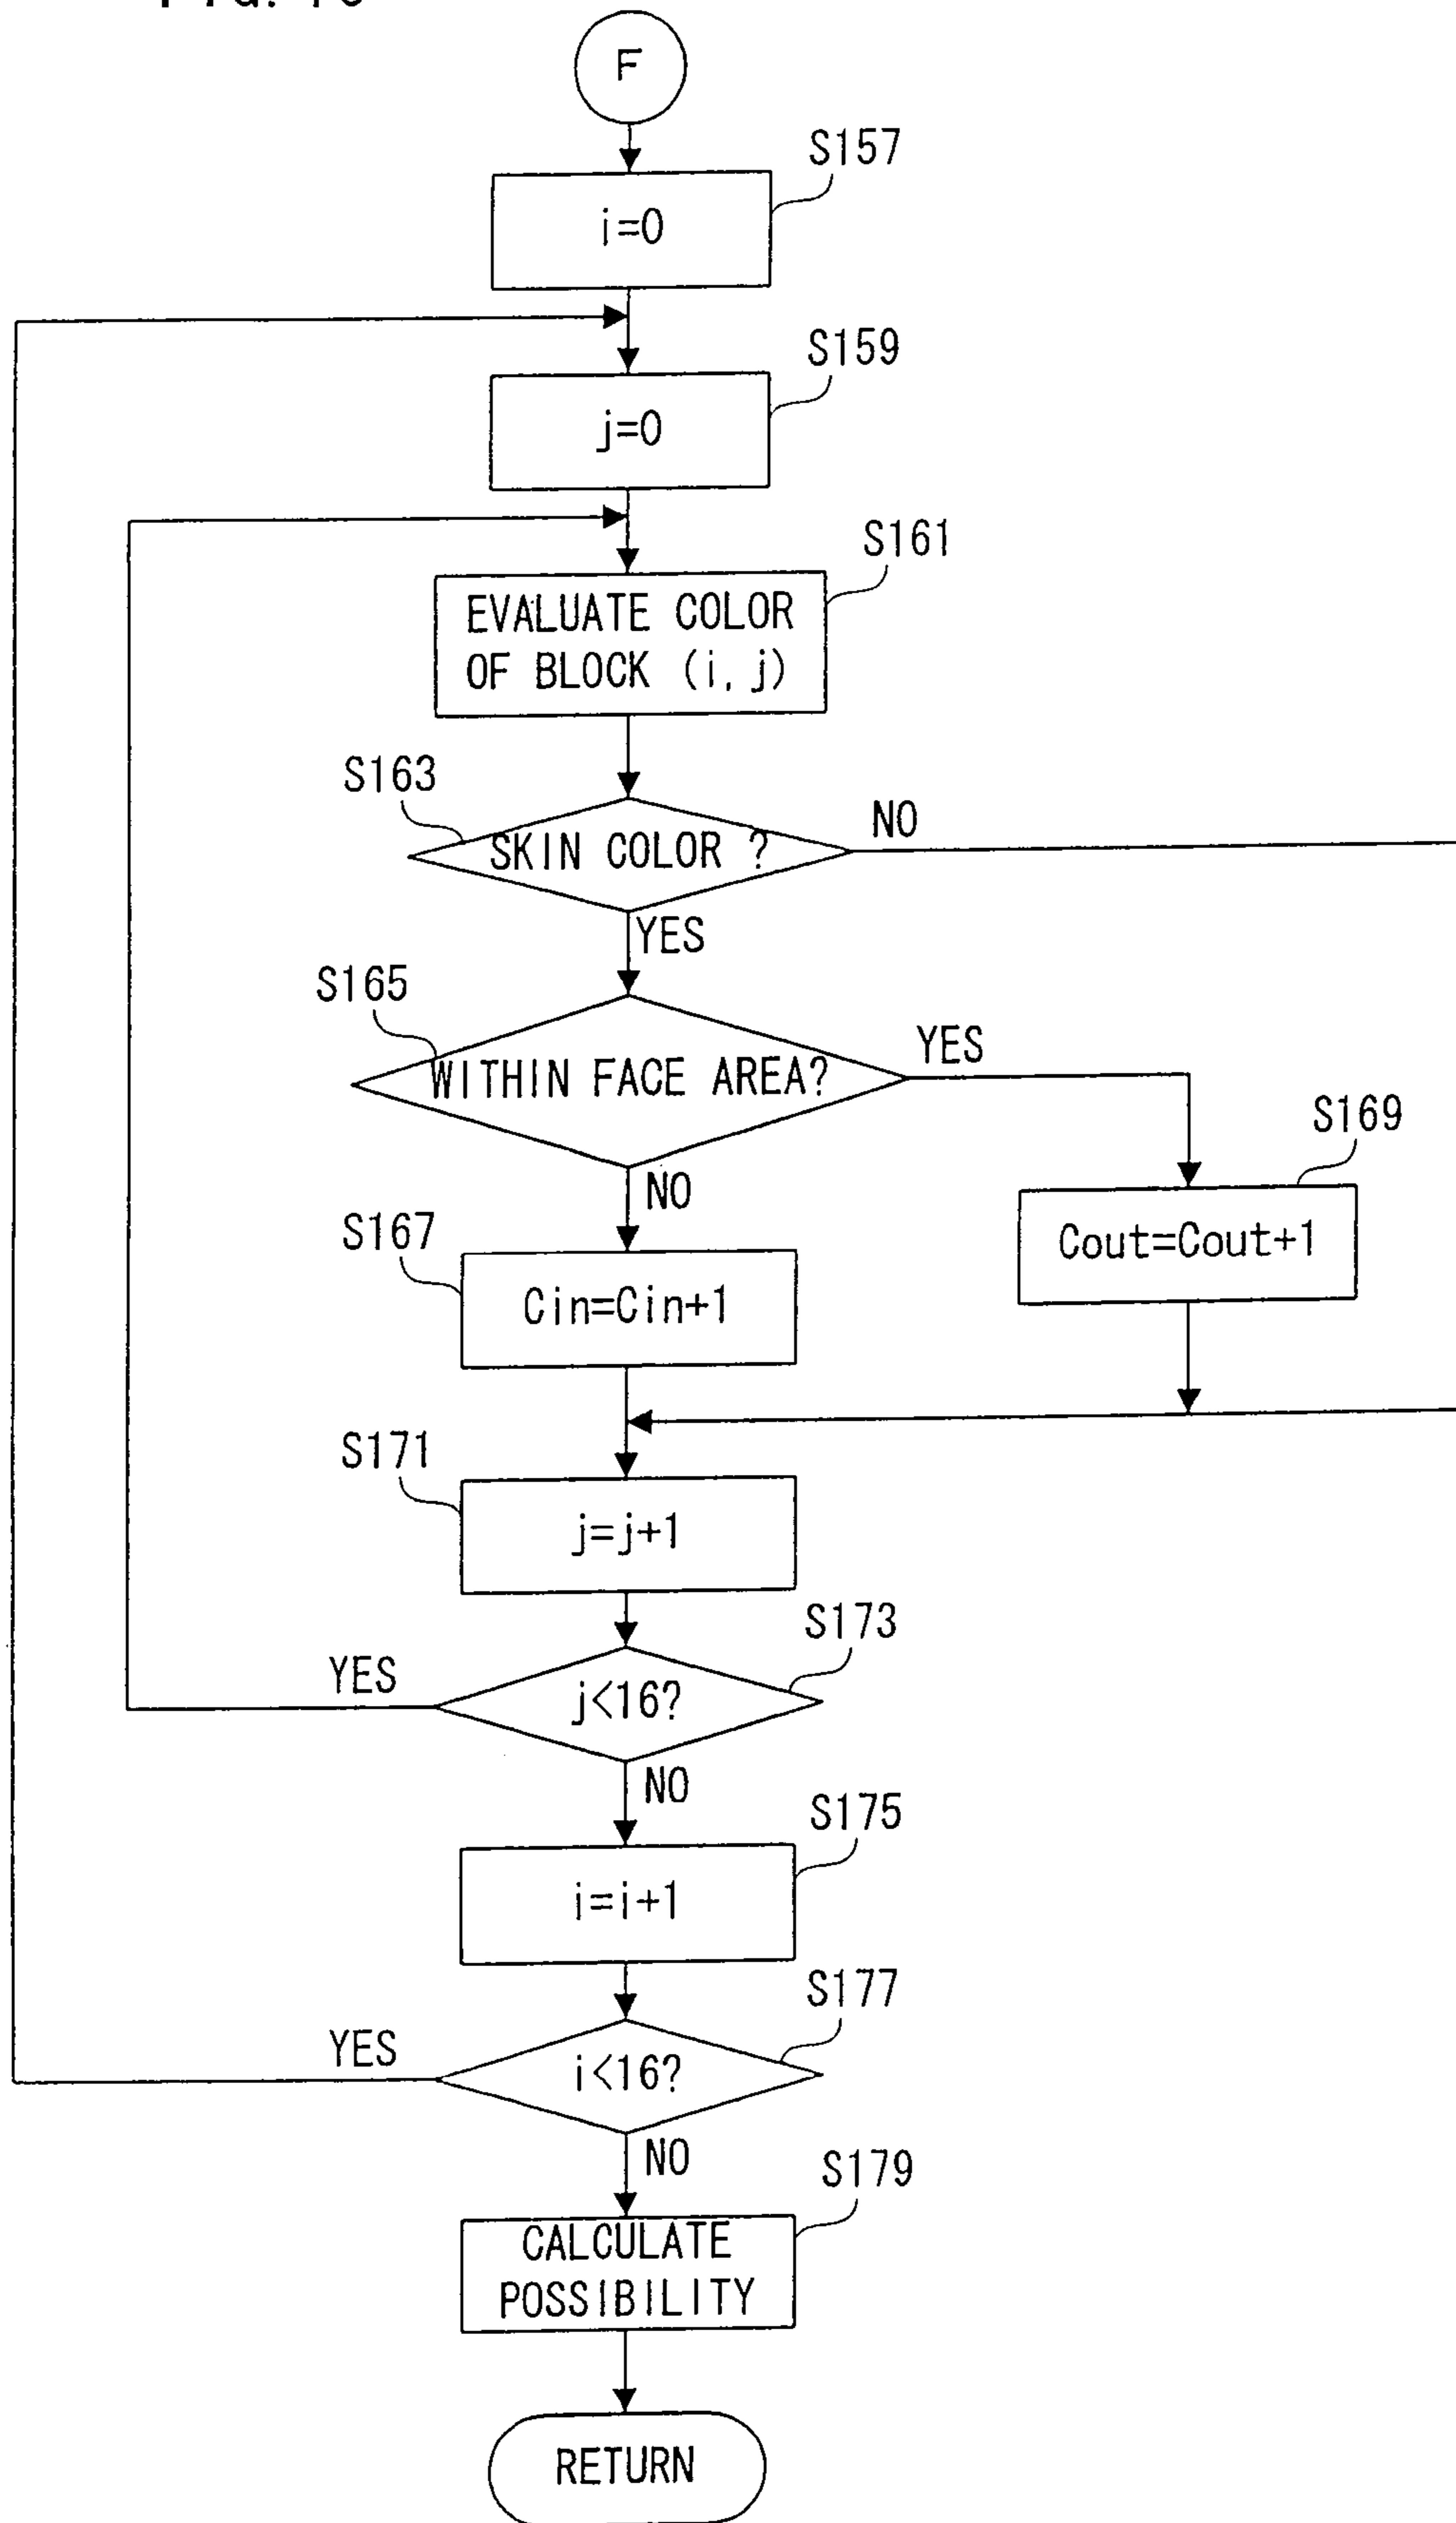 F
S157
i=0
S159
j=0
S161
EVALUATE COLOR
OF BLOCK (i, j)
S163
SKIN COLOR ?
NO
YES
S165
WITHIN FACE AREA?
YES
S169
NO
Cout=Cout+1
S167
Cin=Cin+1
S171
j=j+1
S173
YES
j<16?
NO
S175
i=i+1
S177
YES
i<16?
NO
S179
CALCULATE
POSSIBILITY
RETURN